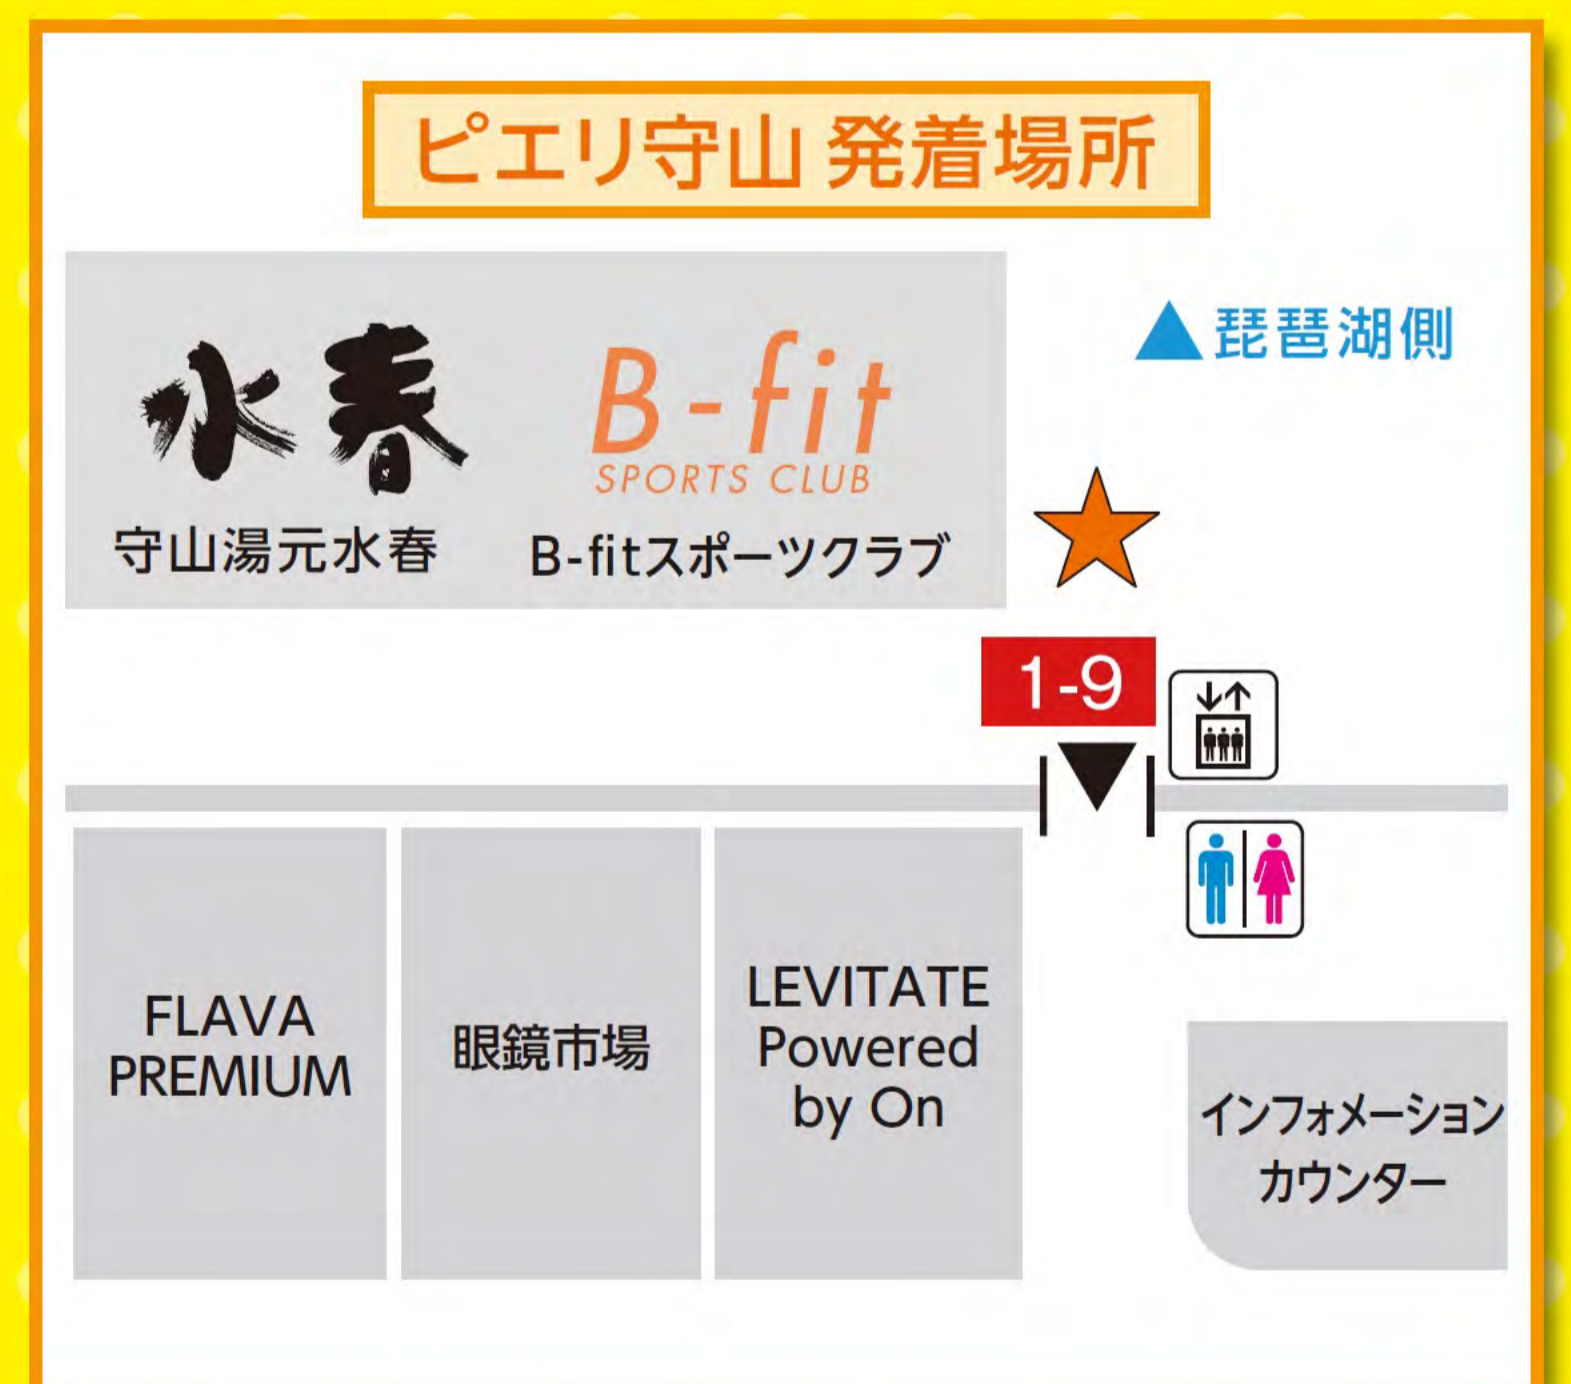 ピエリ守山 発着場所
▲琵琶湖側
水春
B-fit
SPORTS CLUB
守山湯元水春
B-fitスポーツクラブ
1-9
FLAVA
PREMIUM
眼鏡市場
LEVITATE
Powered
by On
インフォメーション
カウンター